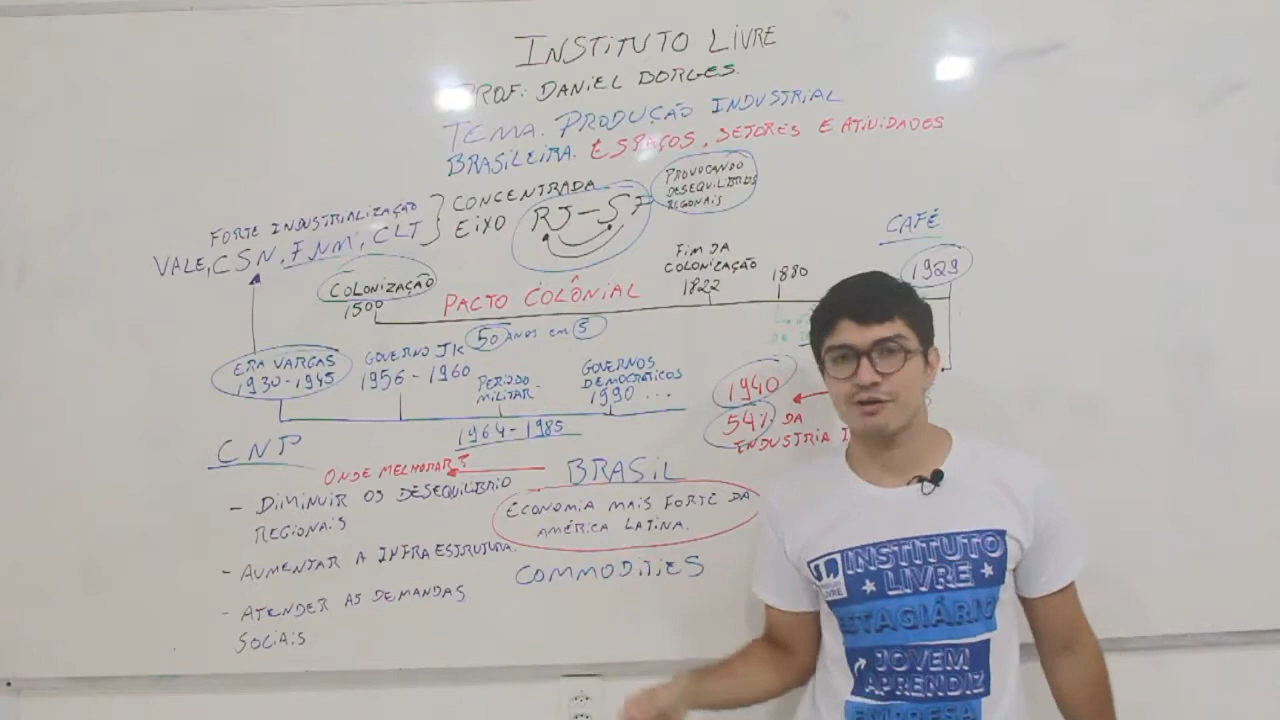 INSTITUTO LIVRE
PROF: DANIEL BORGES.
TEMA. PRODUÇÃO INDUSTRIAL
BRASILEIRA. ESPAÇOS, SETORES E ATIVIDADES
PROVOCANDO
DESEQUILIBRIOS
REGIONAIS
FORTE INDUSTRIALIZAÇÃO
VALE, CSN, FNM, CLT
CONCENTRADA
EIXO RJ-SP
CAFÉ
COLONIZAÇÃO
1500
PACTO COLÔNIAL
FIM DA
COLONIZAÇÃO
1822
1880
1929
50 ANOS EM 5
ERA VARGAS
1930-1945
GOVERNO JK
1956-1960
PERÍODO
MILITAR
1964-1985
GOVERNOS
DEMOCRÁTICOS
1990 ...
1940
54% DA
INDUSTRIA
CNP
ONDE MELHORAR?
- DIMINUIR OS DESEQUILÍBRIO
REGIONAIS
- AUMENTAR A INFRAESTRUTURA.
- ATENDER AS DEMANDAS
SOCIAIS
BRASIL
ECONOMIA MAIS FORTE DA
AMÉRICA LATINA.
COMMODITIES
INSTITUTO
LIVRE
ESTAGIÁRIO
JOVEM
APRENDIZ
EMPRESA